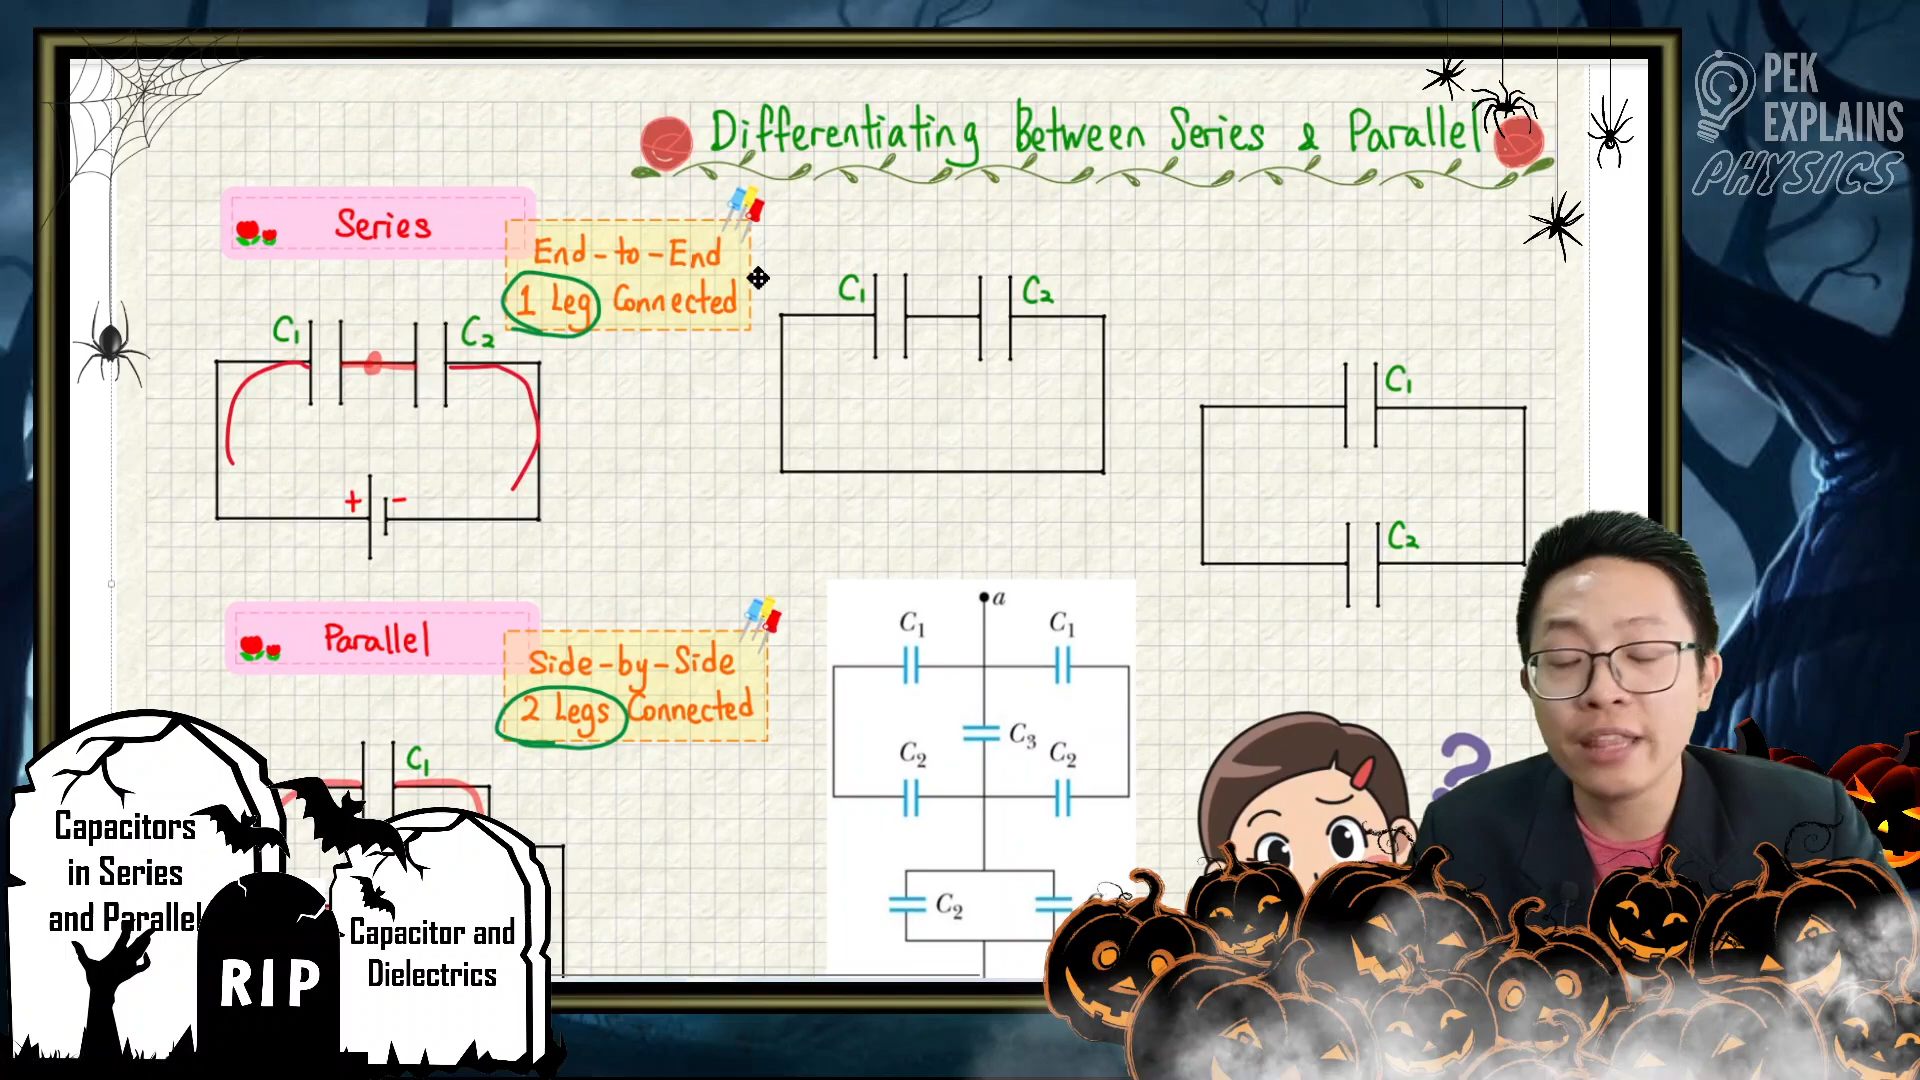 PEK
EXPLAINS
PHYSICS
Differentiating Between Series & Parallel
Series
End-to-End
1 Leg Connected
C1
C2
+ -
C1
C2
C1
C2
Parallel
Side-by-Side
2 Legs Connected
C1
a
C1
C1
C3
C2
C2
C2
?
Capacitors
in Series
and Parallel
RIP
Capacitor and
Dielectrics